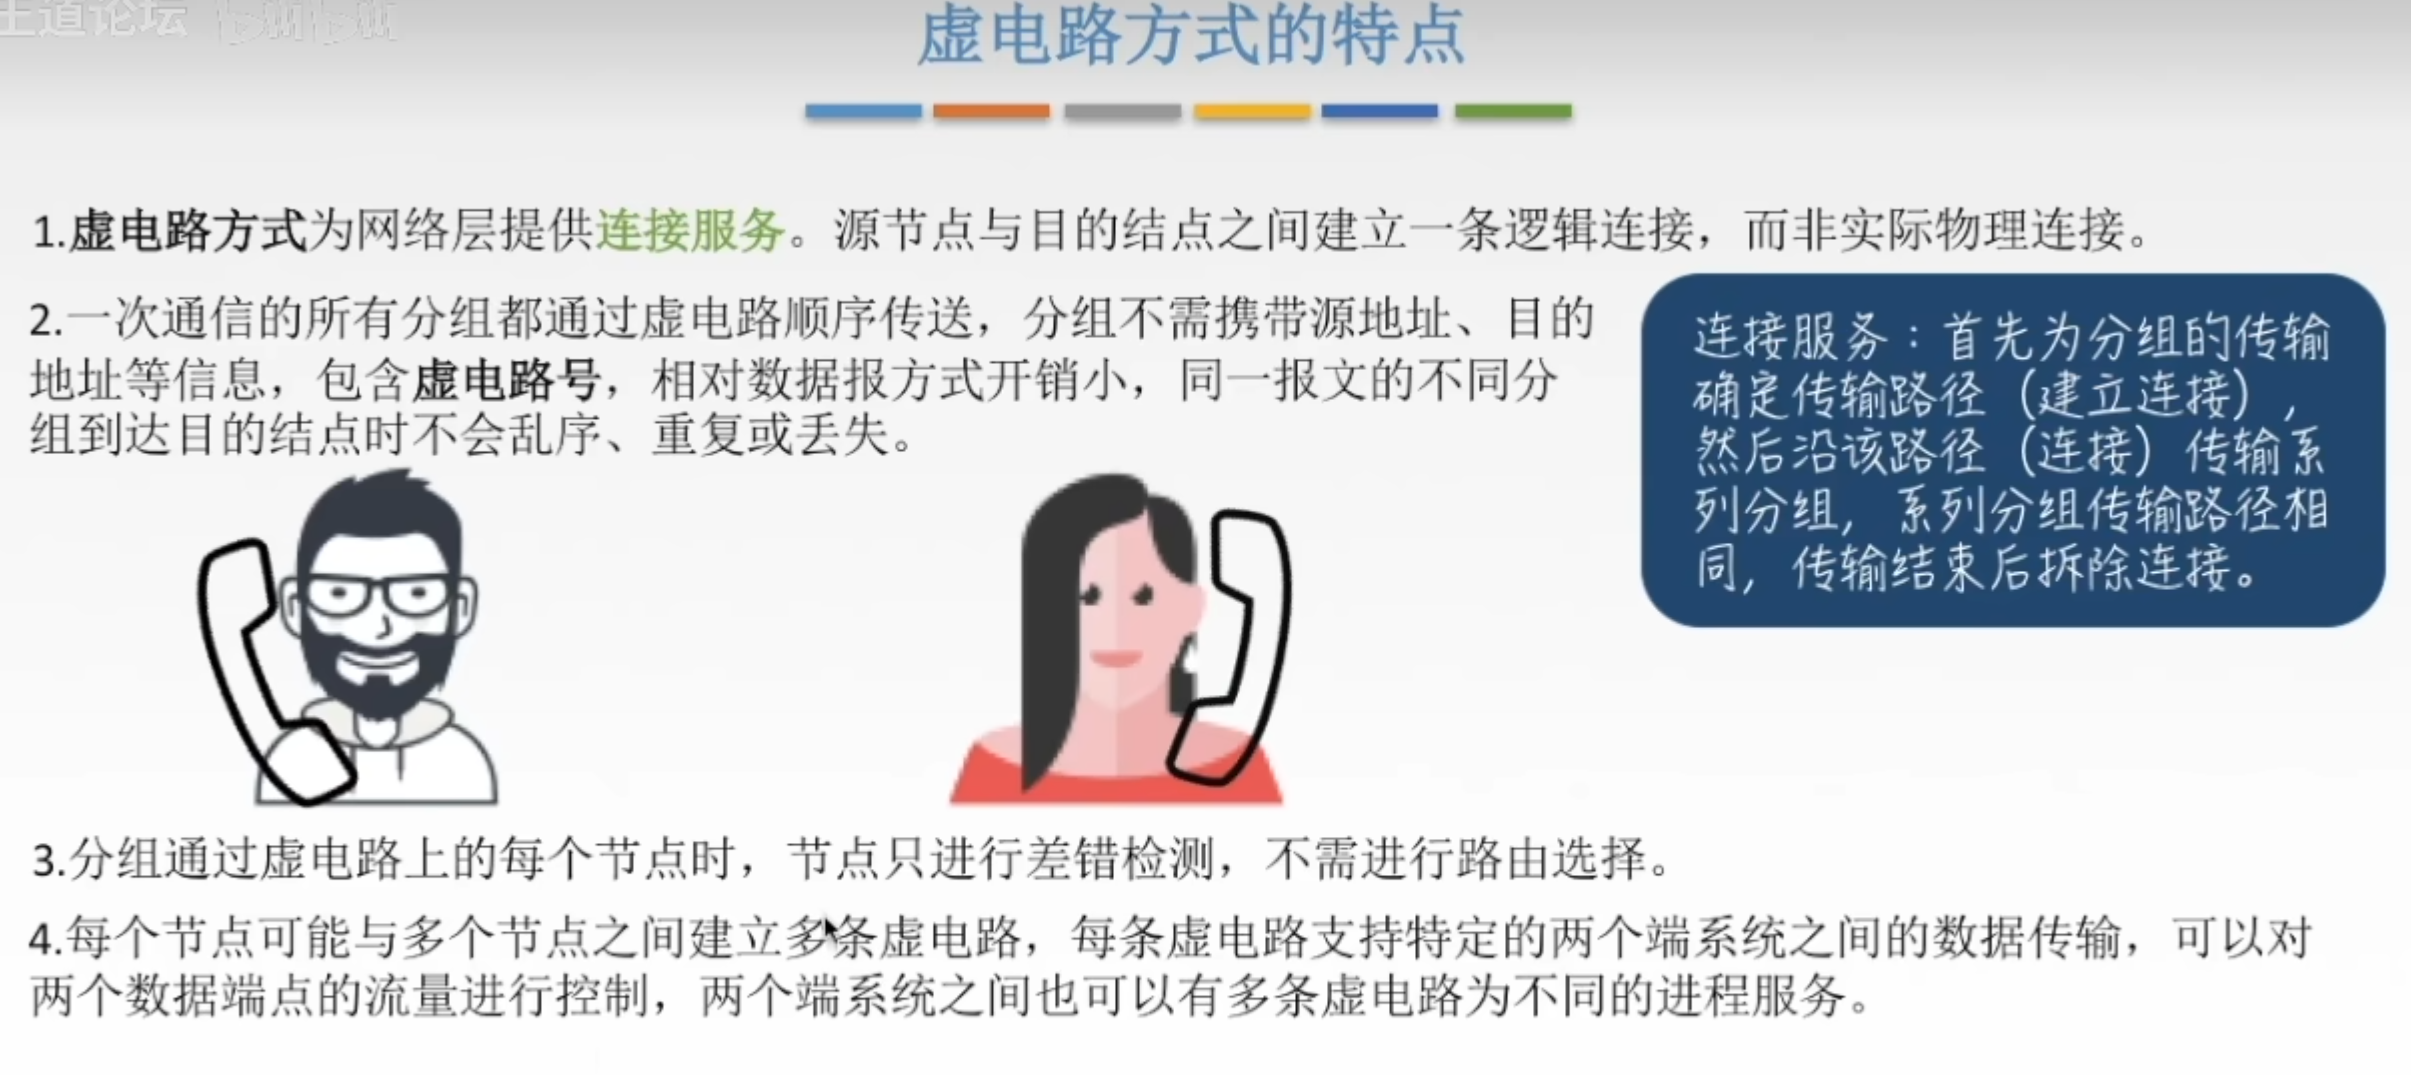 王道论坛
虚电路方式的特点
1.虚电路方式为网络层提供连接服务。源节点与目的结点之间建立一条逻辑连接，而非实际物理连接。
2.一次通信的所有分组都通过虚电路顺序传送，分组不需携带源地址、目的
地址等信息，包含虚电路号，相对数据报方式开销小，同一报文的不同分
组到达目的结点时不会乱序、重复或丢失。
连接服务：首先为分组的传输
确定传输路径（建立连接），
然后沿该路径（连接）传输系
列分组，系列分组传输路径相
同，传输结束后拆除连接。
3.分组通过虚电路上的每个节点时，节点只进行差错检测，不需进行路由选择。
4.每个节点可能与多个节点之间建立多条虚电路，每条虚电路支持特定的两个端系统之间的数据传输，可以对
两个数据端点的流量进行控制，两个端系统之间也可以有多条虚电路为不同的进程服务。